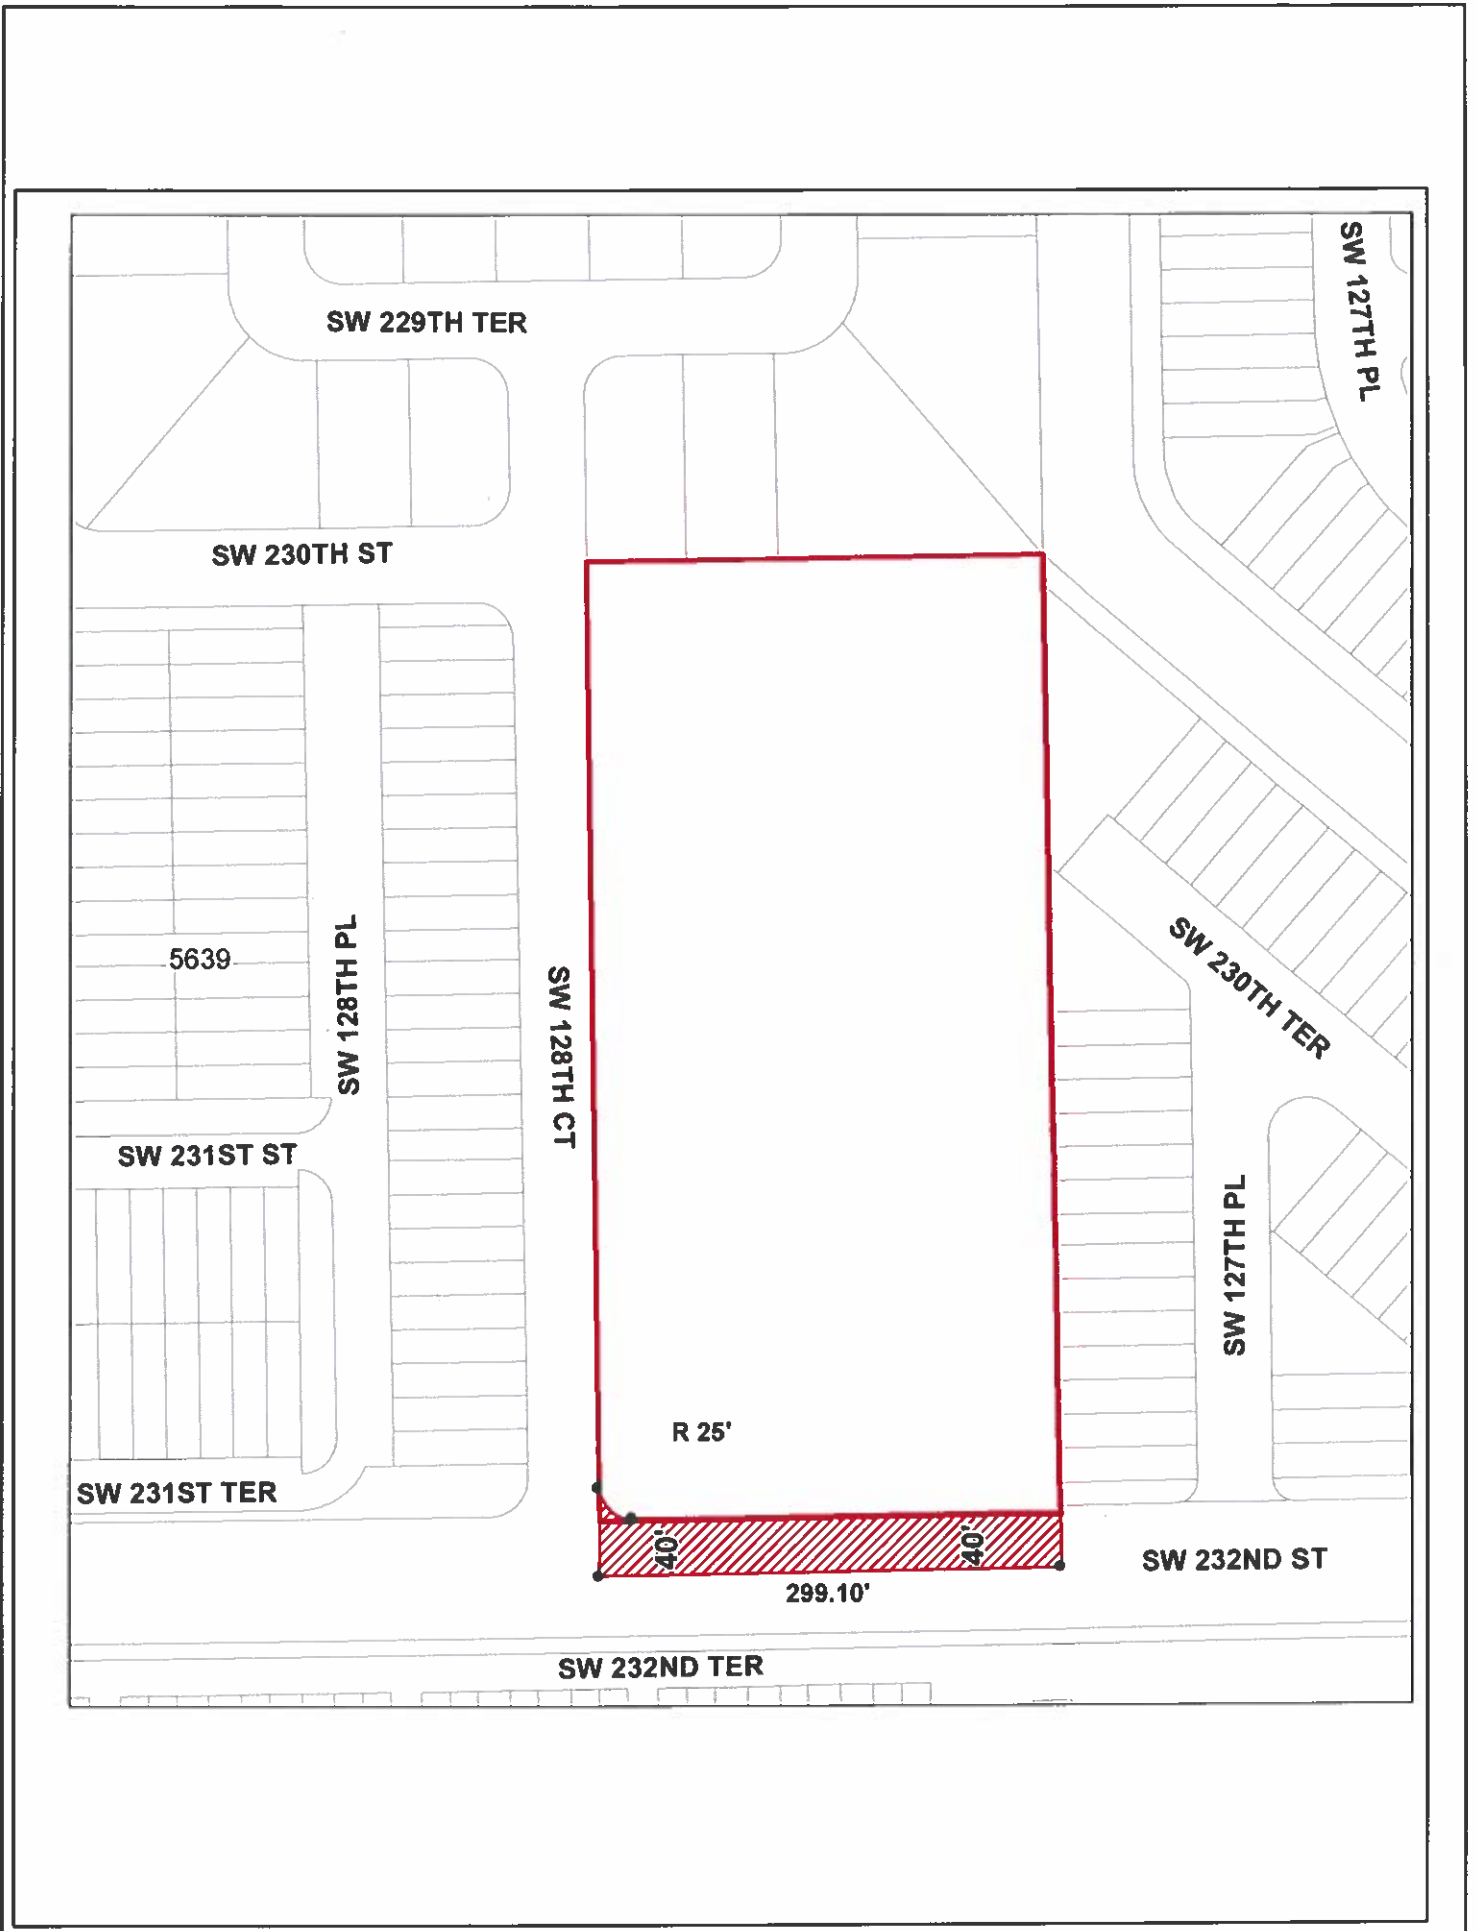 SW 127TH PL
SW 229TH TER
SW 230TH ST
5639
SW 128TH PL
SW 128TH CT
SW 230TH TER
SW 231ST ST
SW 127TH PL
R 25'
SW 231ST TER
40'
40'
SW 232ND ST
299.10'
SW 232ND TER